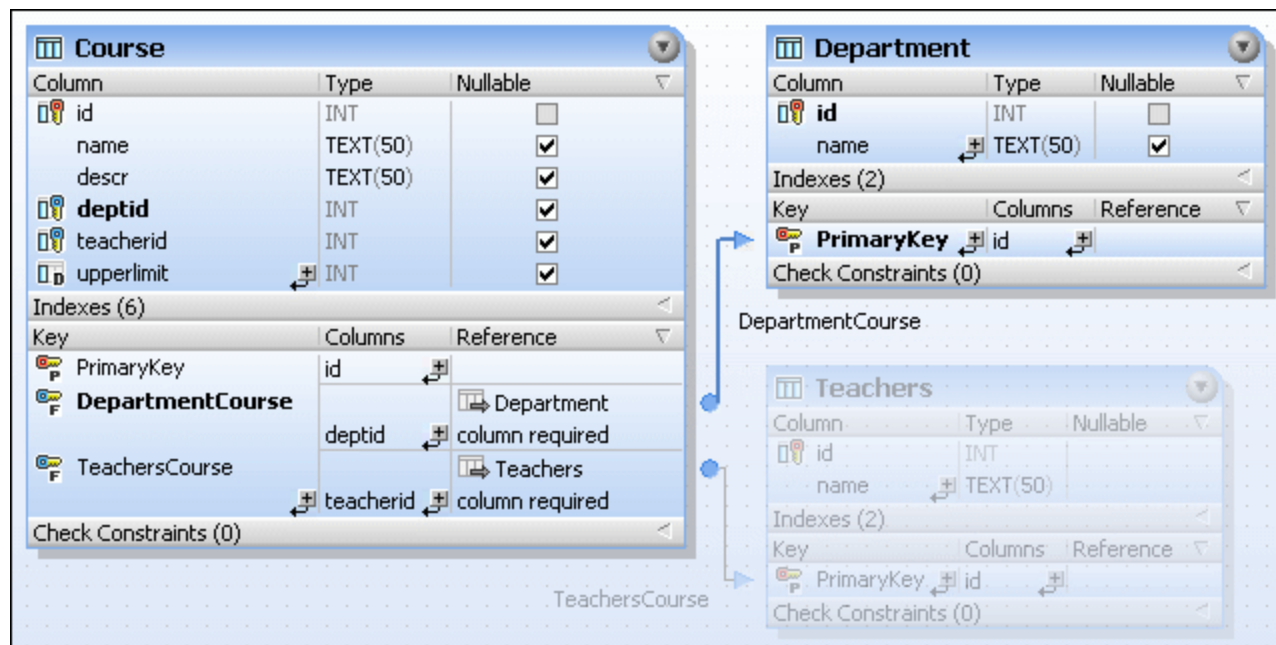 Course
Column Type Nullable
id INT
name TEXT(50)
descr TEXT(50)
deptid INT
teacherid INT
D upperlimit INT
Indexes (6)
Key Columns Reference
P PrimaryKey id
F DepartmentCourse Department
deptid column required
F TeachersCourse Teachers
teacherid column required
Check Constraints (0)
Department
Column Type Nullable
id INT
name TEXT(50)
Indexes (2)
Key Columns Reference
P PrimaryKey id
Check Constraints (0)
DepartmentCourse
Teachers
Column Type Nullable
id INT
name TEXT(50)
Indexes (2)
Key Columns Reference
P PrimaryKey id
Check Constraints (0)
TeachersCourse